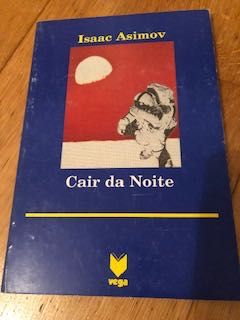 Isaac Asimov
Cair da Noite
vega